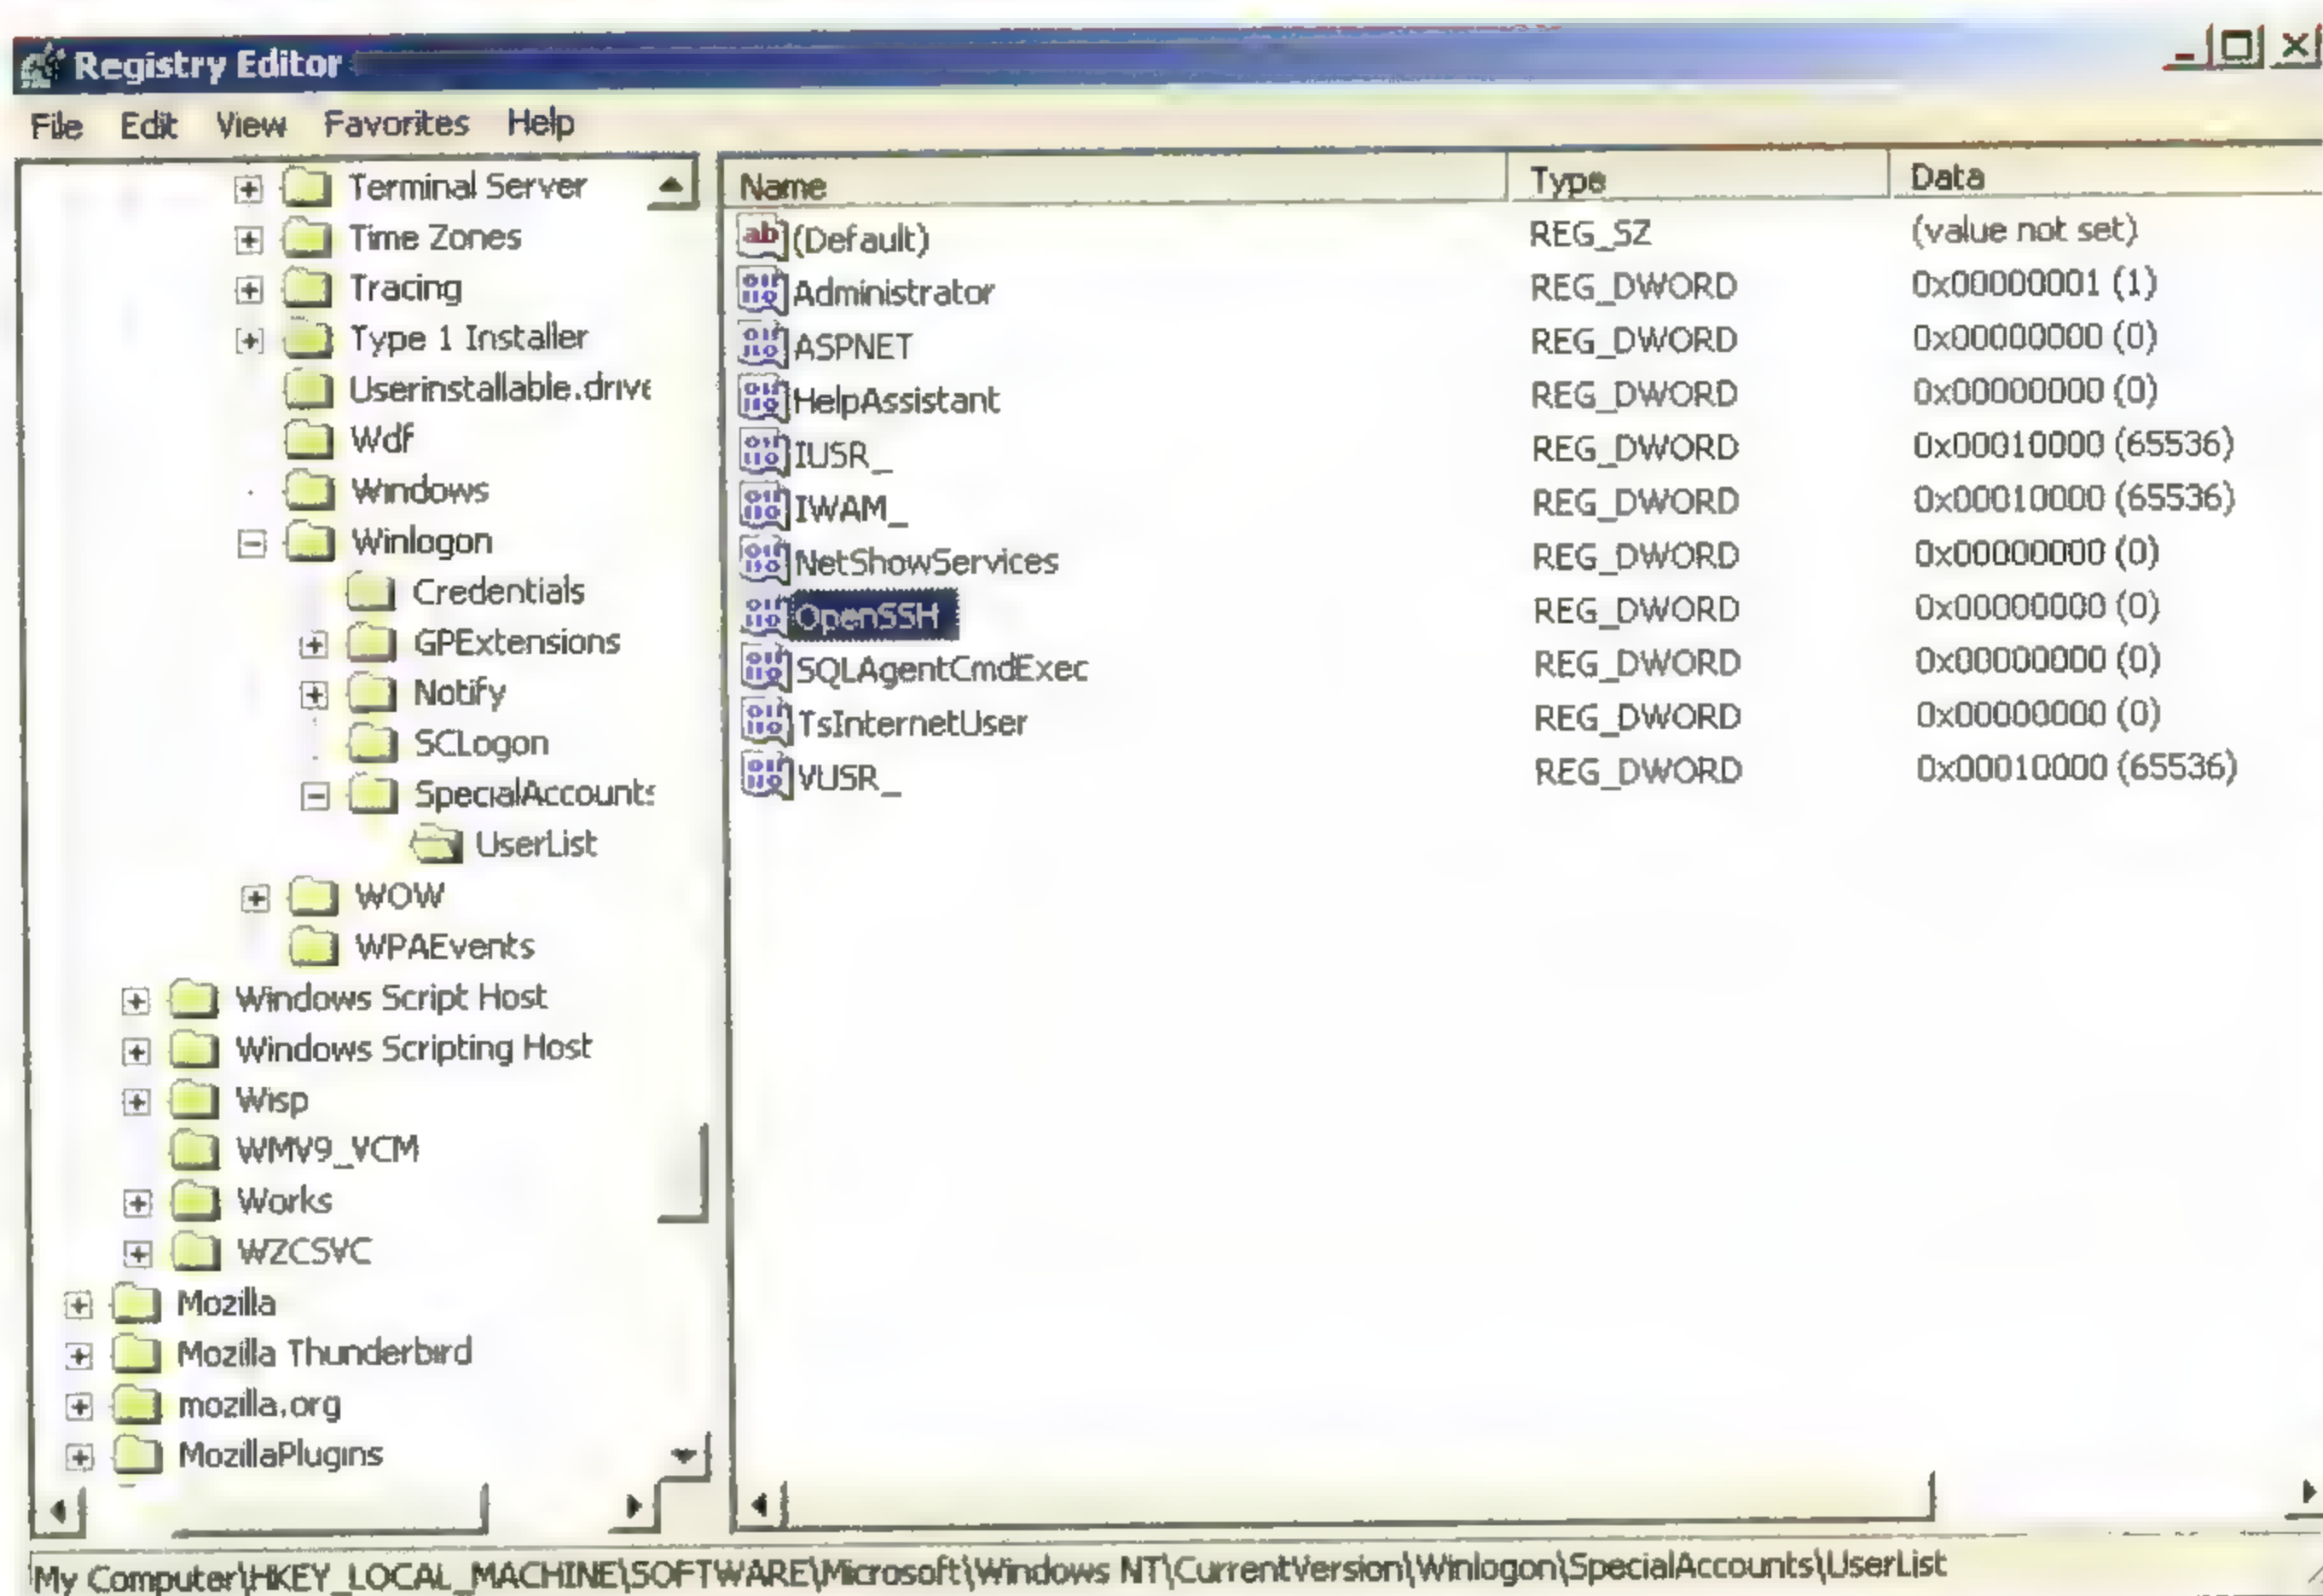 Registry Editor
File Edit View Favorites Help
Terminal Server
Time Zones
Tracing
Type 1 Installer
Userinstallable.drive
Wdf
Windows
Winlogon
Credentials
GPExtensions
Notify
SCLogon
SpecialAccounts
UserList
WOW
WPAEvents
Windows Script Host
Windows Scripting Host
Wisp
WMV9_VCM
Works
WZCSVC
Mozilla
Mozilla Thunderbird
mozilla.org
MozillaPlugins
Name Type Data
(Default) REG_SZ (value not set)
Administrator REG_DWORD 0x00000001 (1)
ASPNET REG_DWORD 0x00000000 (0)
HelpAssistant REG_DWORD 0x00000000 (0)
IUSR_ REG_DWORD 0x00010000 (65536)
IWAM_ REG_DWORD 0x00010000 (65536)
NetShowServices REG_DWORD 0x00000000 (0)
OpenSSH REG_DWORD 0x00000000 (0)
SQLAgentCmdExec REG_DWORD 0x00000000 (0)
TsInternetUser REG_DWORD 0x00000000 (0)
VUSR_ REG_DWORD 0x00010000 (65536)
My Computer\HKEY_LOCAL_MACHINE\SOFTWARE\Microsoft\Windows NT\CurrentVersion\Winlogon\SpecialAccounts\UserList